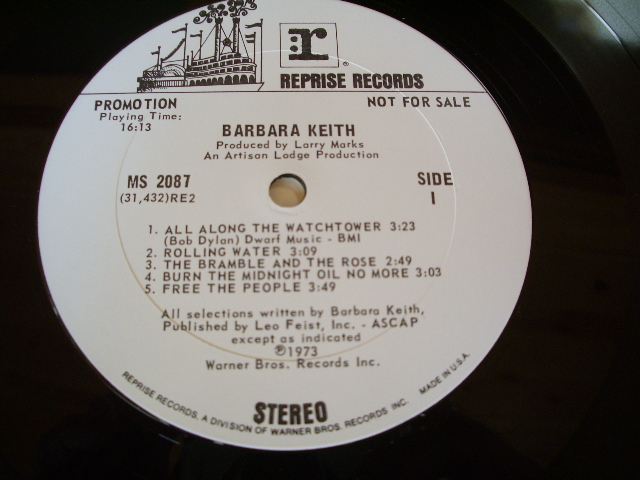 r
REPRISE RECORDS
PROMOTION NOT FOR SALE
Playing Time:
16:13
BARBARA KEITH
Produced by Larry Marks
An Artisan Lodge Production
MS 2087 SIDE
(31,432)RE2 I
1. ALL ALONG THE WATCHTOWER 3:23
(Bob Dylan) Dwarf Music - BMI
2. ROLLING WATER 3:09
3. THE BRAMBLE AND THE ROSE 2:49
4. BURN THE MIDNIGHT OIL NO MORE 3:03
5. FREE THE PEOPLE 3:49
All selections written by Barbara Keith,
Published by Leo Feist, Inc. - ASCAP
except as indicated
℗1973
Warner Bros. Records Inc.
STEREO
REPRISE RECORDS, A DIVISION OF WARNER BROS. RECORDS INC. MADE IN U.S.A.